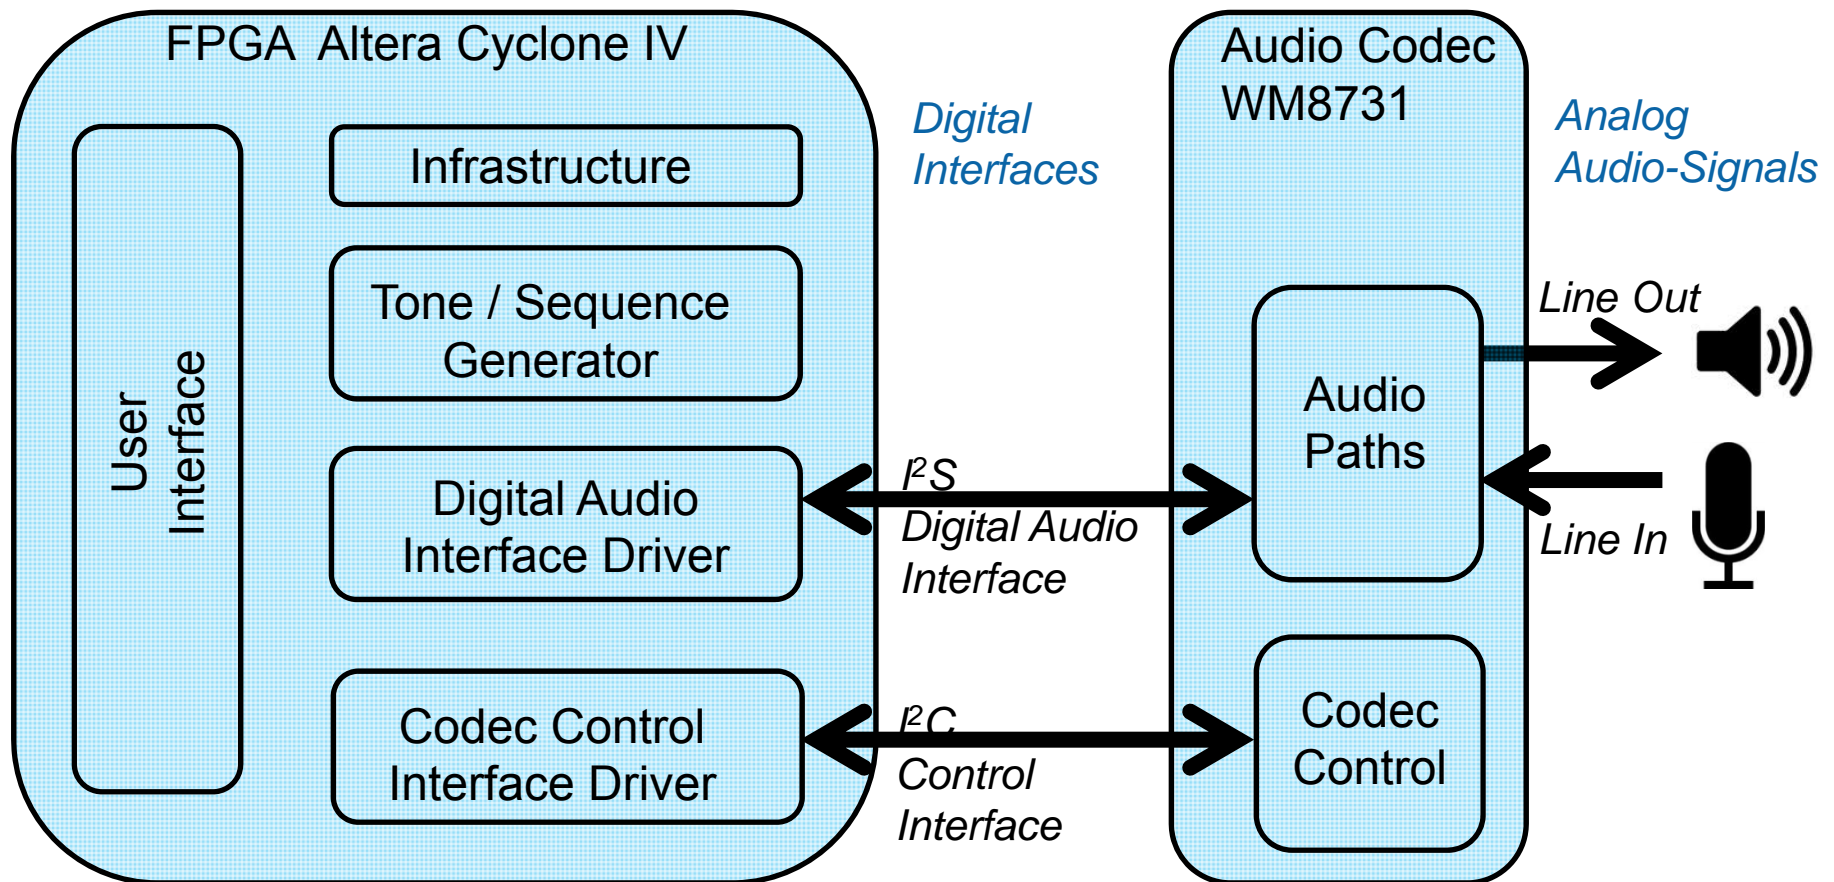 FPGA  Altera Cyclone IV
User
Interface
Infrastructure
Tone / Sequence
Generator
Digital Audio
Interface Driver
Codec Control
Interface Driver
Digital
Interfaces
I²S
Digital Audio
Interface
I²C
Control
Interface
Audio Codec
WM8731
Audio
Paths
Codec
Control
Analog
Audio-Signals
Line Out
Line In